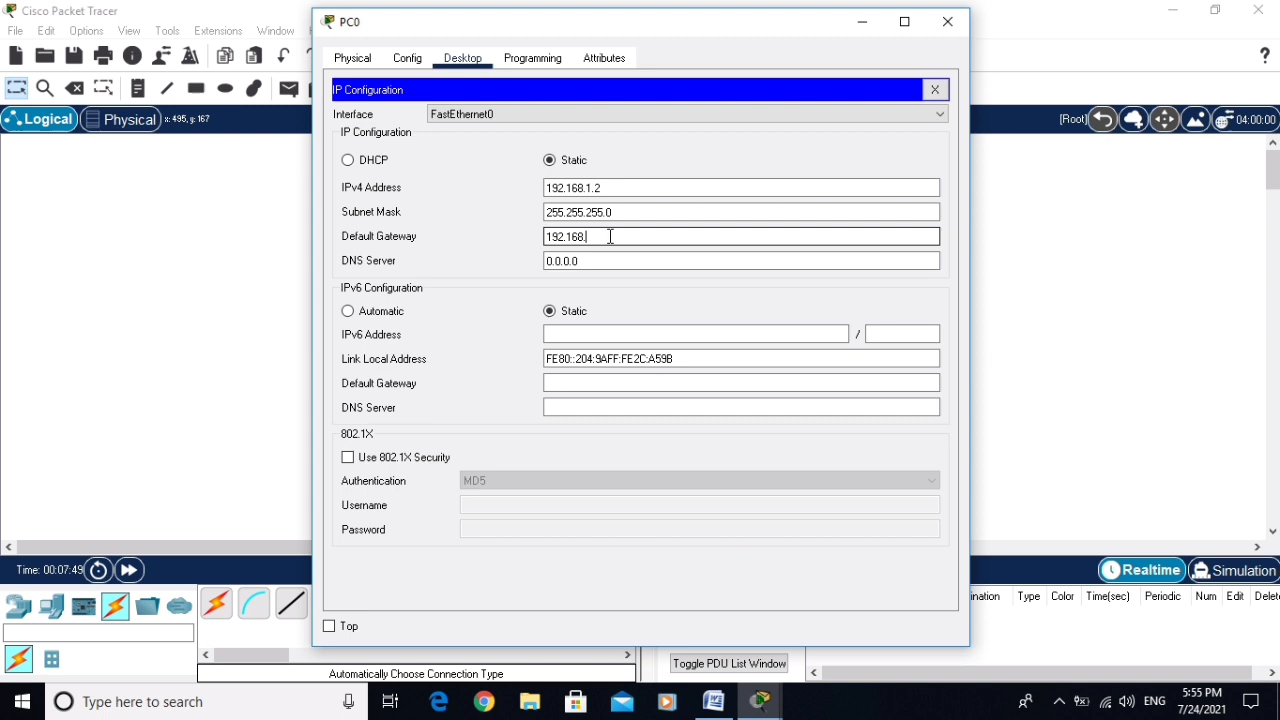 Cisco Packet Tracer
File Edit Options View Tools Extensions Window
PC0
Physical Config Desktop Programming Attributes
IP Configuration X
Interface FastEthernet0
IP Configuration
DHCP Static
IPv4 Address 192.168.1.2
Subnet Mask 255.255.255.0
Default Gateway 192.168.
DNS Server 0.0.0.0
IPv6 Configuration
Automatic Static
IPv6 Address /
Link Local Address FE80::204:9AFF:FE2C:A59B
Default Gateway
DNS Server
802.1X
Use 802.1X Security
Authentication MD5
Username
Password
Top
Logical Physical x: 495, y: 167
[Root] 04:00:00
Time: 00:07:49
Realtime Simulation
ination Type Color Time(sec) Periodic Num Edit Delet
Automatically Choose Connection Type
Toggle PDU List Window
?
Type here to search
ENG
5:55 PM
7/24/2021